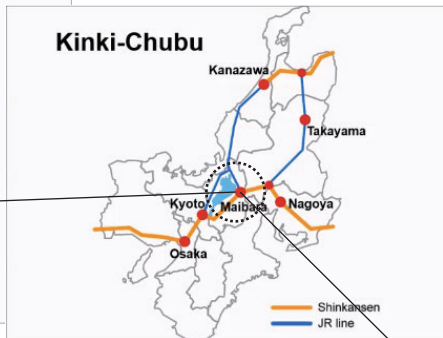 Kinki-Chubu
Kanazawa
Takayama
Kyoto
Maibara
Nagoya
Osaka
Shinkansen
JR line